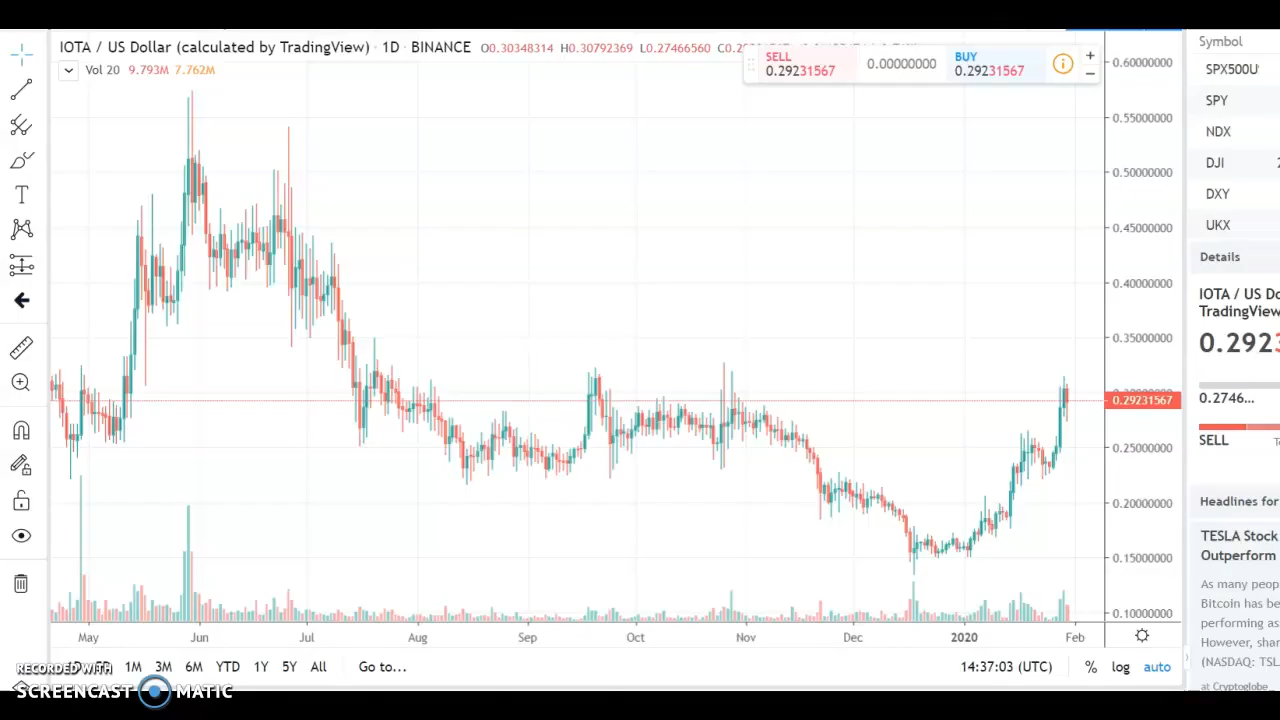 IOTA / US Dollar (calculated by TradingView) · 1D · BINANCE O0.30348314 H0.30792369 L0.27466560
Vol 20 9.793M 7.762M
SELL
0.29231567
0.00000000
BUY
0.29231567
+
−
0.60000000
0.55000000
0.50000000
0.45000000
0.40000000
0.35000000
0.29231567
0.25000000
0.20000000
0.15000000
0.10000000
May Jun Jul Aug Sep Oct Nov Dec 2020 Feb
1M 3M 6M YTD 1Y 5Y All Go to...
14:37:03 (UTC) % log auto
Symbol
SPX500U
SPY
NDX
DJI
DXY
UKX
Details
IOTA / US Do
TradingView
0.292
0.2746...
SELL
Headlines for
TESLA Stock
Outperform
As many peop
Bitcoin has be
performing as
However, shar
(NASDAQ: TSL
at Cryptoglobe
RECORDED WITH
SCREENCAST MATIC